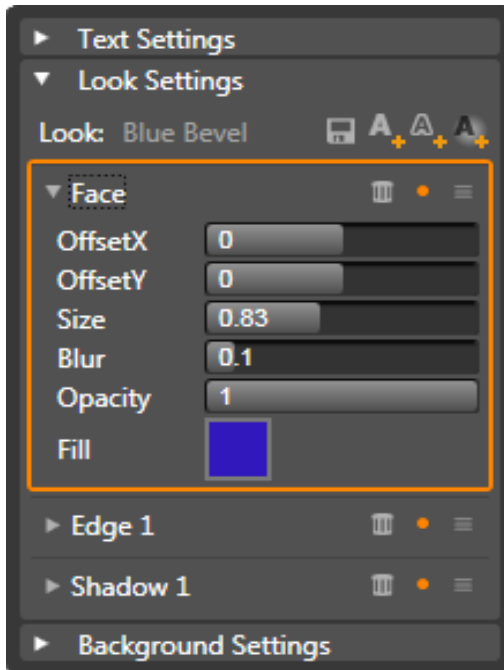 Text Settings
Look Settings
Look: Blue Bevel A A A
Face
OffsetX 0
OffsetY 0
Size 0.83
Blur 0.1
Opacity 1
Fill
Edge 1
Shadow 1
Background Settings